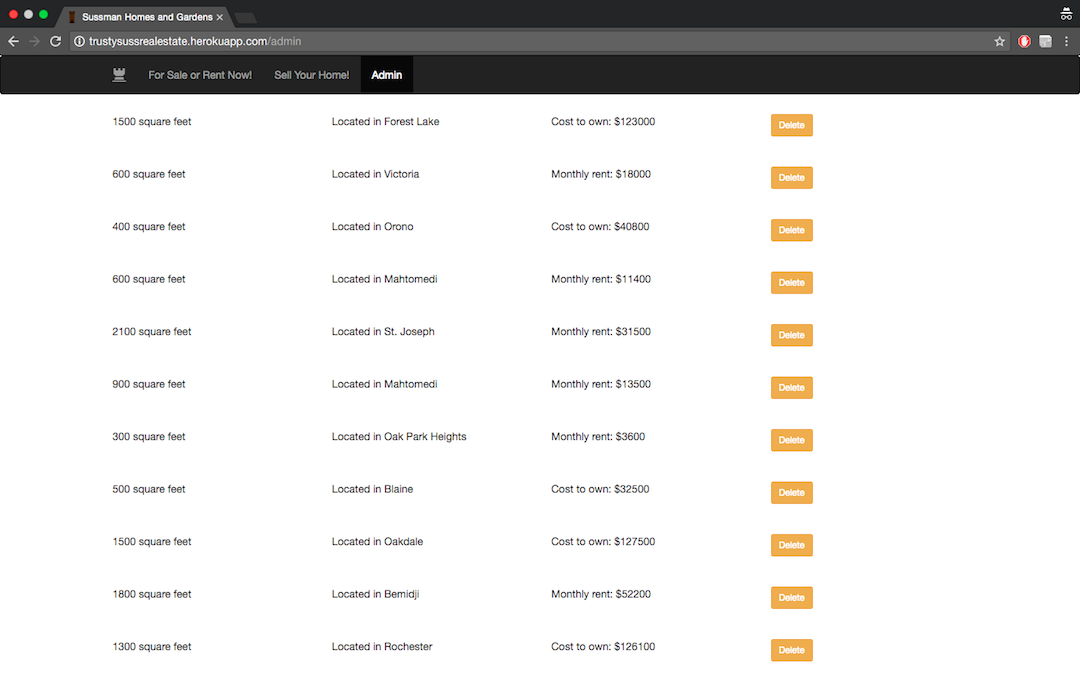 Sussman Homes and Gardens
trustysussrealestate.herokuapp.com/admin
For Sale or Rent Now! Sell Your Home! Admin
1500 square feet Located in Forest Lake Cost to own: $123000 Delete
600 square feet Located in Victoria Monthly rent: $18000 Delete
400 square feet Located in Orono Cost to own: $40800 Delete
600 square feet Located in Mahtomedi Monthly rent: $11400 Delete
2100 square feet Located in St. Joseph Monthly rent: $31500 Delete
900 square feet Located in Mahtomedi Monthly rent: $13500 Delete
300 square feet Located in Oak Park Heights Monthly rent: $3600 Delete
500 square feet Located in Blaine Cost to own: $32500 Delete
1500 square feet Located in Oakdale Cost to own: $127500 Delete
1800 square feet Located in Bemidji Monthly rent: $52200 Delete
1300 square feet Located in Rochester Cost to own: $126100 Delete